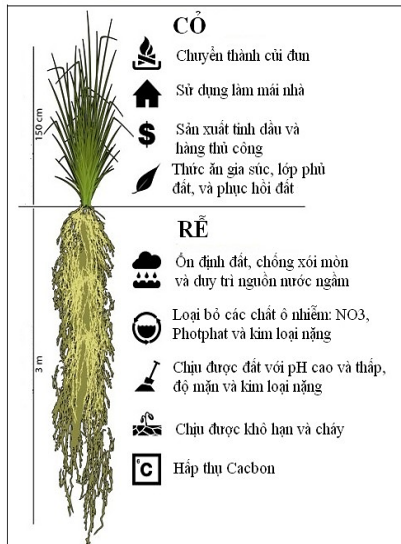 CỎ
Chuyển thành củi đun
Sử dụng làm mái nhà
$
Sản xuất tinh dầu và
hàng thủ công
Thức ăn gia súc, lớp phủ
đất, và phục hồi đất
150 cm
RỄ
Ổn định đất, chống xói mòn
và duy trì nguồn nước ngầm
Loại bỏ các chất ô nhiễm: NO3,
Photphat và kim loại nặng
Chịu được đất với pH cao và thấp,
độ mặn và kim loại nặng
3 m
Chịu được khô hạn và cháy
6
C
Hấp thụ Cacbon